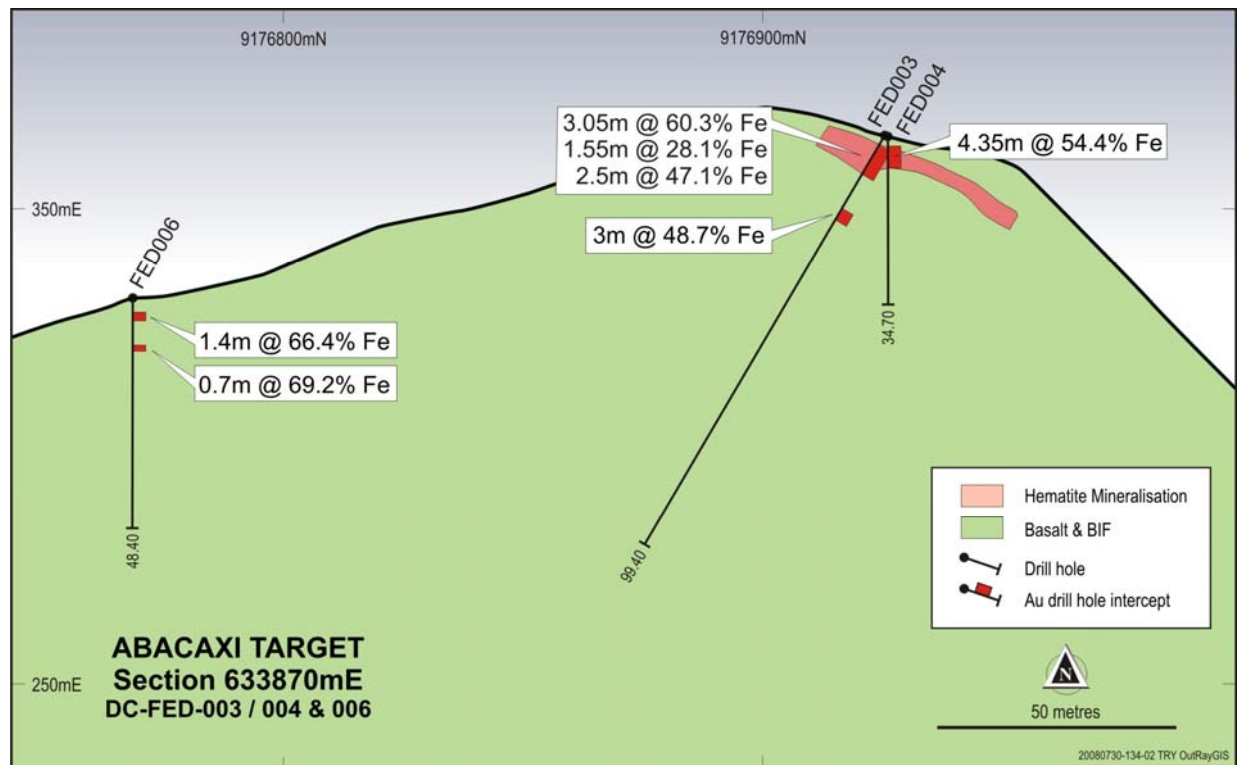 9176800mN
9176900mN
FED003
FED004
3.05m @ 60.3% Fe
1.55m @ 28.1% Fe
2.5m @ 47.1% Fe
4.35m @ 54.4% Fe
350mE
3m @ 48.7% Fe
FED006
1.4m @ 66.4% Fe
0.7m @ 69.2% Fe
34.70
48.40
99.40
Hematite Mineralisation
Basalt & BIF
Drill hole
Au drill hole intercept
ABACAXI TARGET
Section 633870mE
DC-FED-003 / 004 & 006
250mE
N
50 metres
20080730-134-02 TRY OutRayGIS